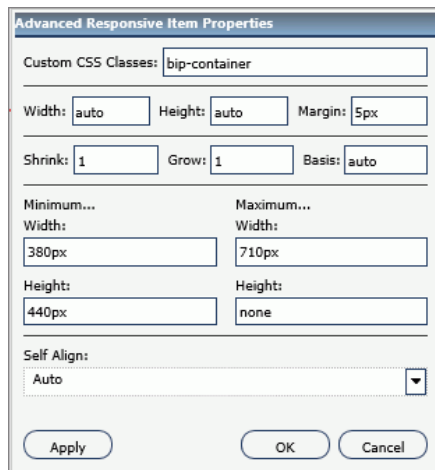 Advanced Responsive Item Properties
Custom CSS Classes: bip-container
Width: auto Height: auto Margin: 5px
Shrink: 1 Grow: 1 Basis: auto
Minimum... Maximum...
Width: Width:
380px 710px
Height: Height:
440px none
Self Align:
Auto
Apply OK Cancel